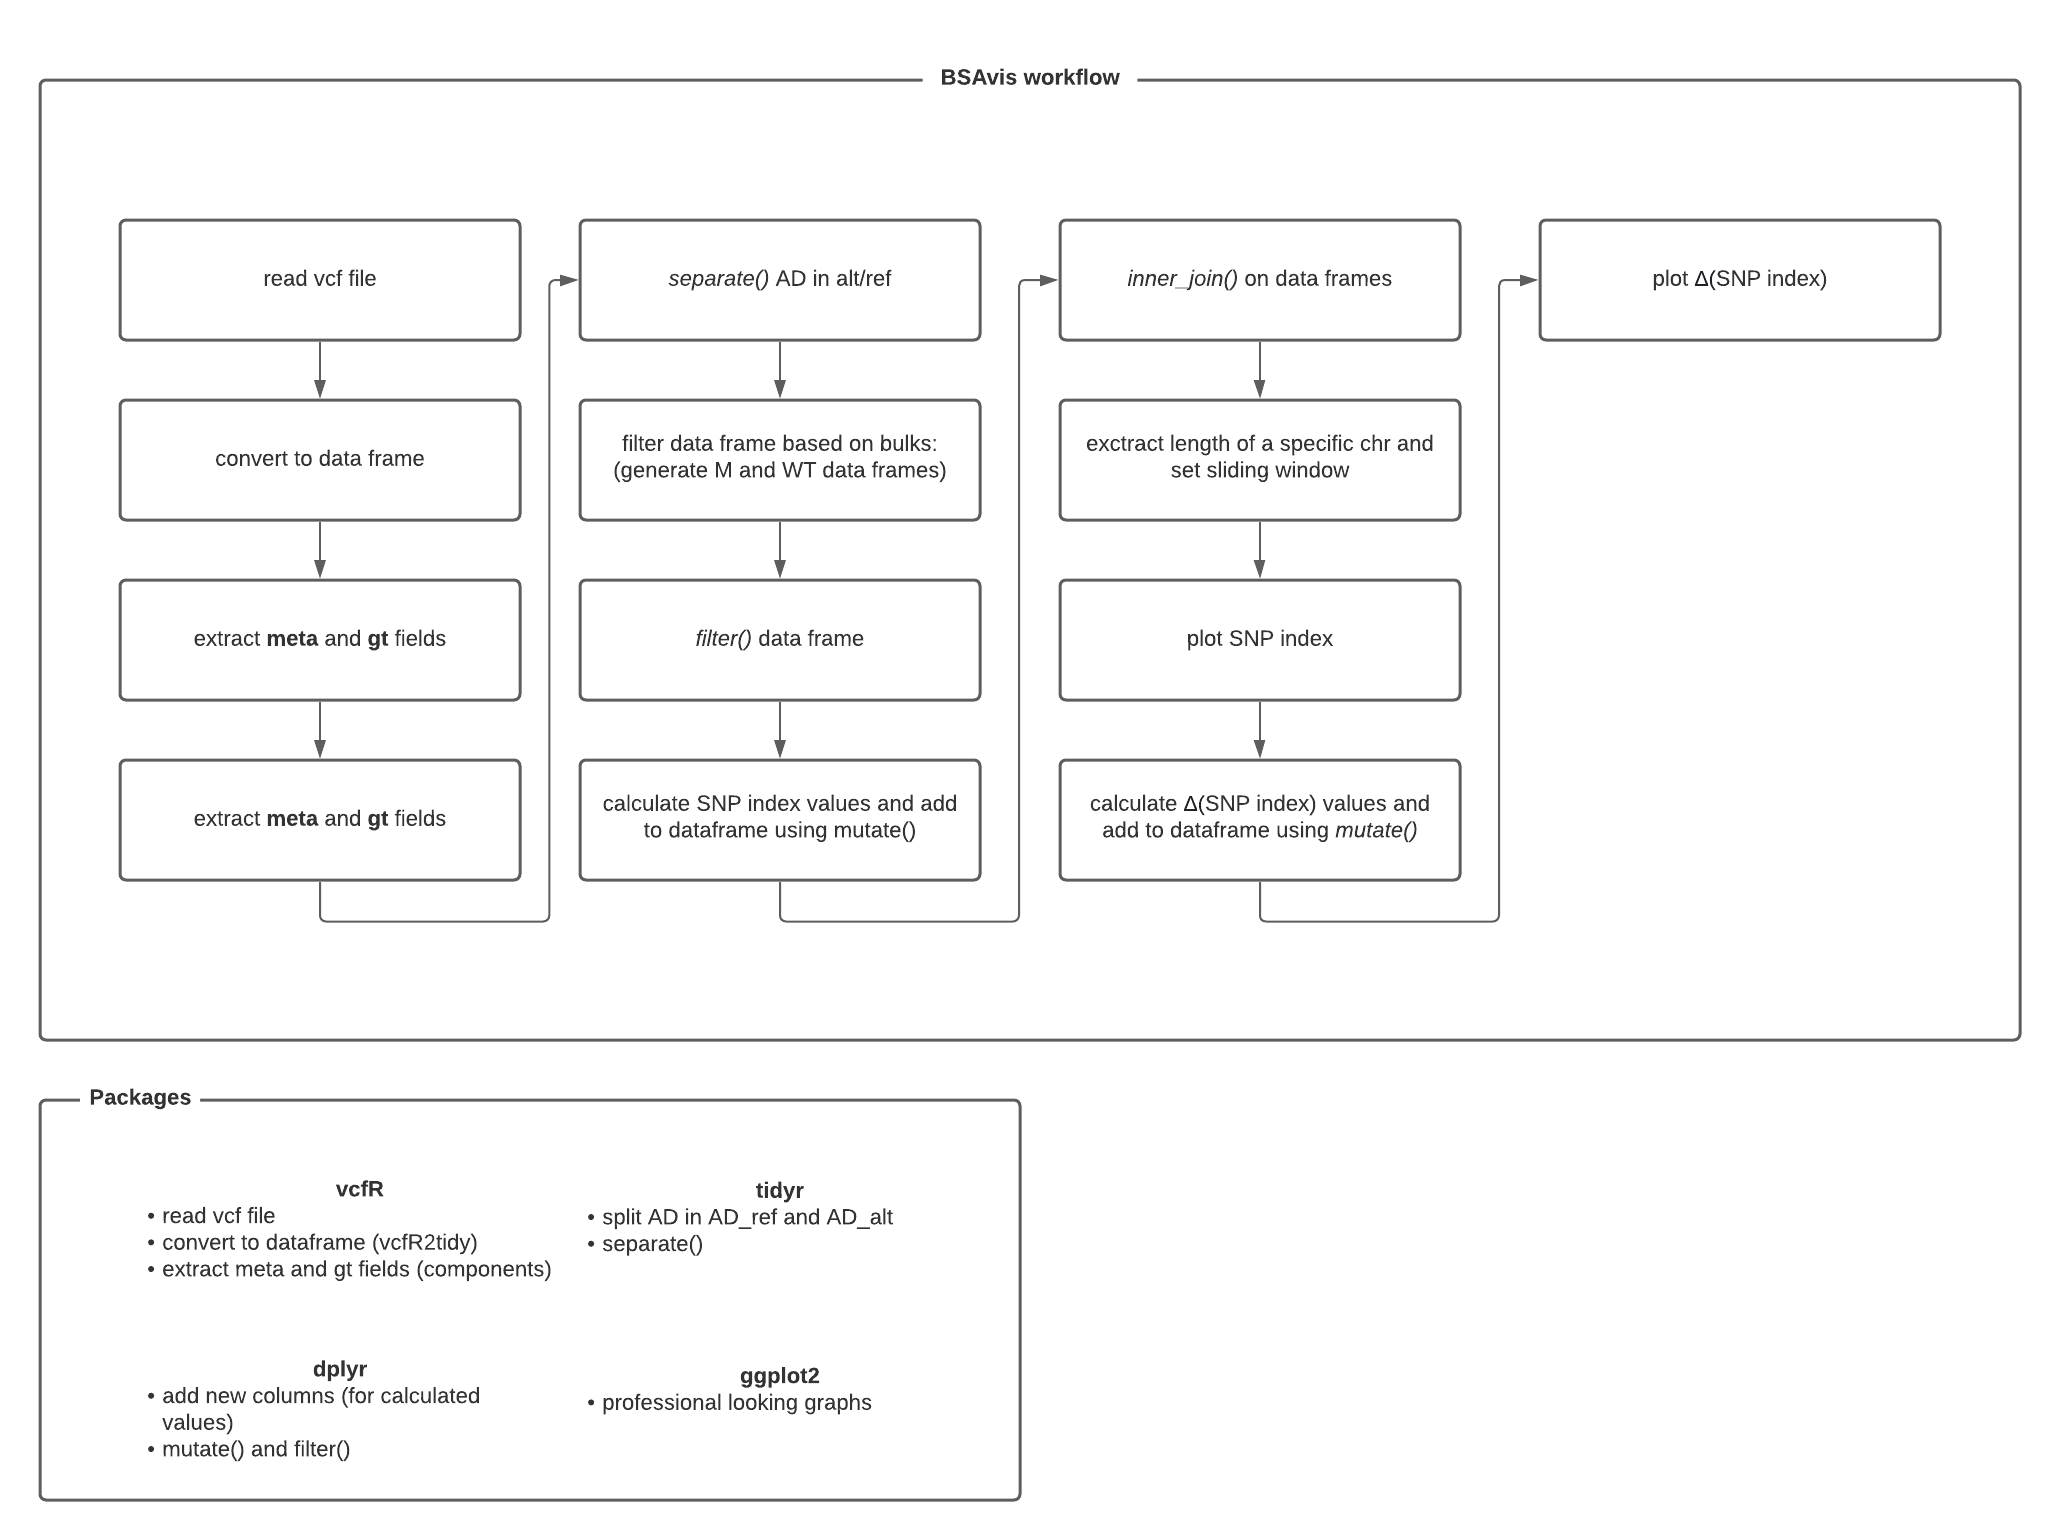 BSAvis workflow
read vcf file
convert to data frame
extract meta and gt fields
extract meta and gt fields
separate() AD in alt/ref
filter data frame based on bulks:
(generate M and WT data frames)
filter() data frame
calculate SNP index values and add
to dataframe using mutate()
inner_join() on data frames
exctract length of a specific chr and
set sliding window
plot SNP index
calculate Δ(SNP index) values and
add to dataframe using mutate()
plot Δ(SNP index)
Packages
vcfR
• read vcf file
• convert to dataframe (vcfR2tidy)
• extract meta and gt fields (components)
tidyr
• split AD in AD_ref and AD_alt
• separate()
dplyr
• add new columns (for calculated
values)
• mutate() and filter()
ggplot2
• professional looking graphs